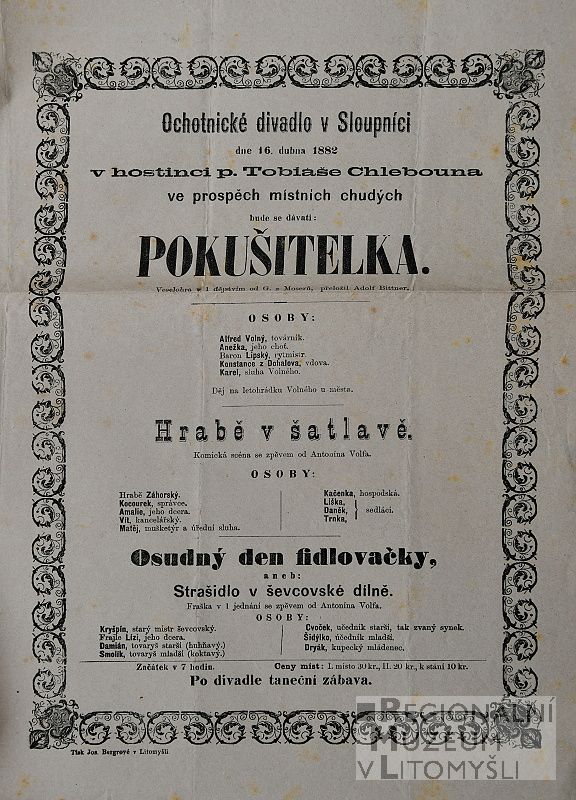 Ochotnické divadlo v Sloupnici
dne 16. dubna 1882
v hostinci p. Tobiáše Chlebouna
ve prospěch místních chudých
bude se dávati:
POKUŠITELKA.
Veselohra v 1 dějstvím od G. z Moserů, přeložil Adolf Bittner.
OSOBY:
Alfred Volný, továrník.
Anežka, jeho choť.
Baron Lipský, rytmistr.
Konstance z Dohalova, vdova.
Karel, sluha Volného.
Děj na letohrádku Volného u města.
Hrabě v šatlavě.
Komická scéna se zpěvem od Antonína Volfa.
OSOBY:
Hrabě Záhorský.
Kocourek, správce.
Amalie, jeho dcera.
Vít, kancelářský.
Matěj, mušketýr a úřední sluha.
Kačenka, hospodská.
Liška,
Daněk, sedláci.
Trnka,
Osudný den fidlovačky,
aneb:
Strašidlo v ševcovské dílně.
Fraška v 1 jednání se zpěvem od Antonína Volfa.
OSOBY:
Kryšpín, starý mistr ševcovský.
Frajle Lizi, jeho dcera.
Damián, tovaryš starší (huhňavý.)
Smolík, tovaryš mladší (koktavý.)
Cvoček, učedník starší, tak zvaný synek.
Šidýlko, účedník mladší.
Dryák, kupecký mládenec.
Začátek v 7 hodin. Ceny míst: I. místo 30 kr., II. 20 kr., k stání 10 kr.
Po divadle taneční zábava.
Tisk Jos. Bergrové v Litomyšli.
REGIONÁLNÍ
MUZEUM
V LITOMYŠLI